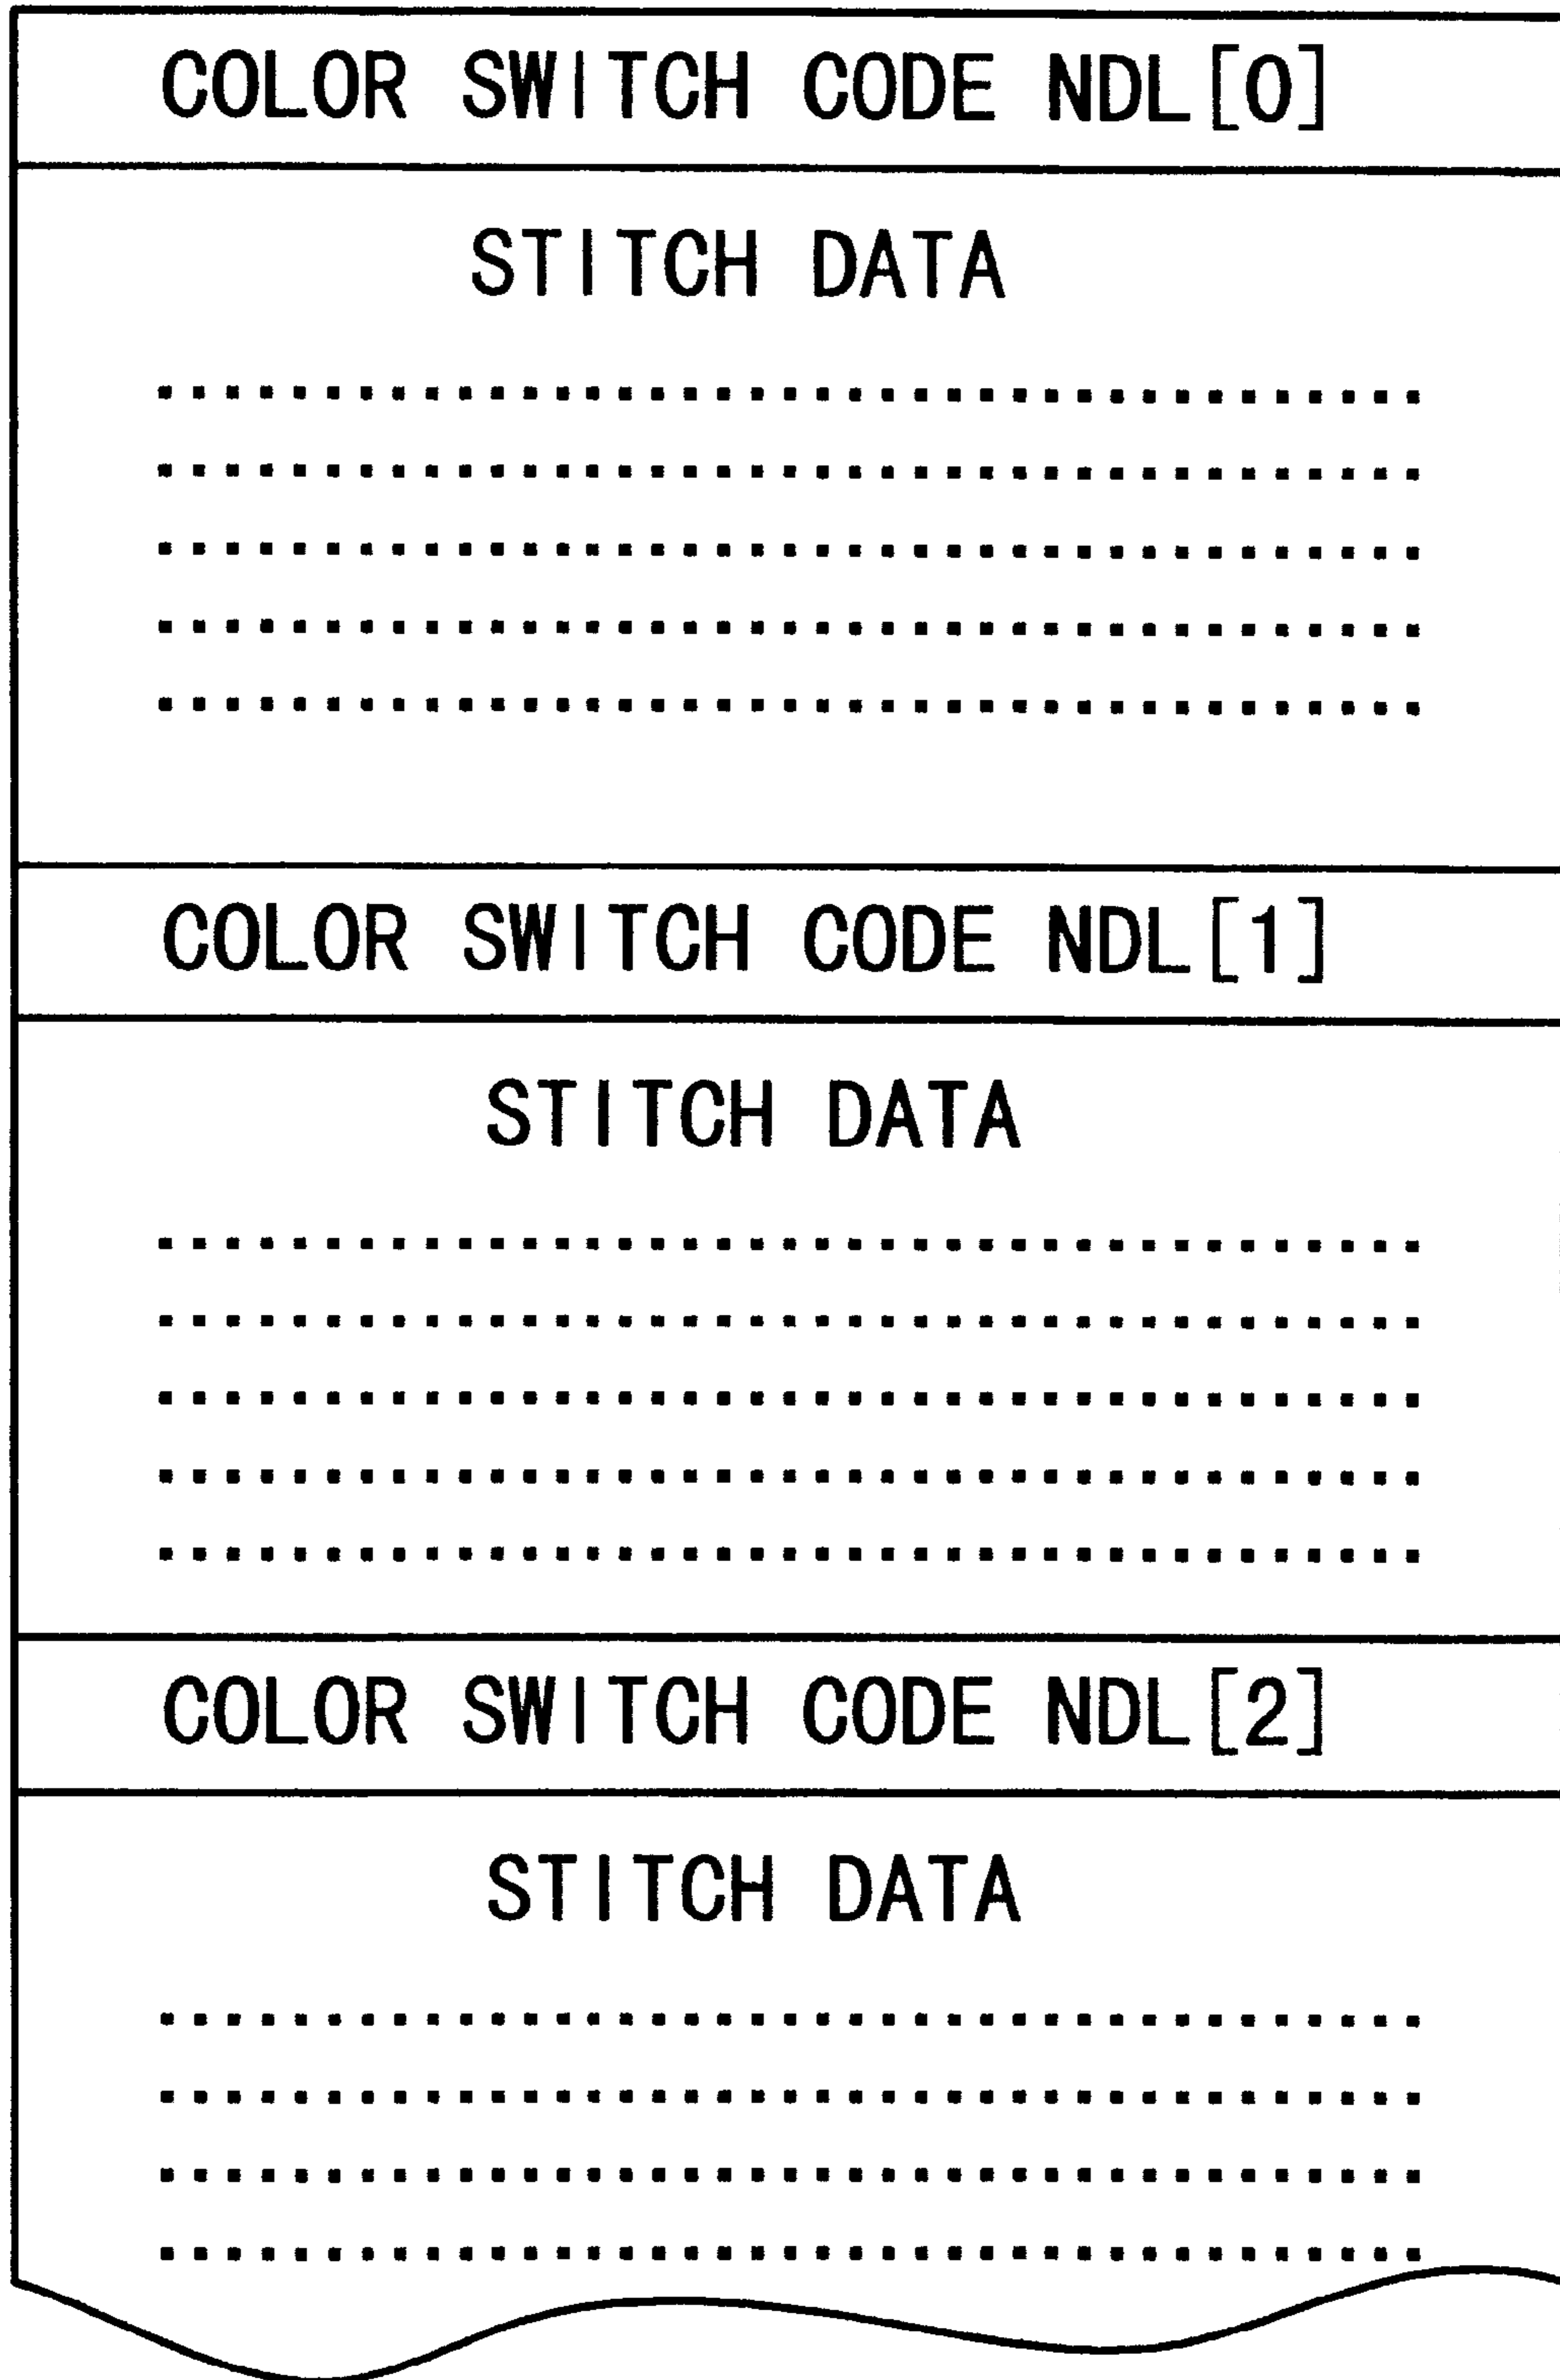 COLOR SWITCH CODE NDL[0]
STITCH DATA
COLOR SWITCH CODE NDL[1]
STITCH DATA
COLOR SWITCH CODE NDL[2]
STITCH DATA